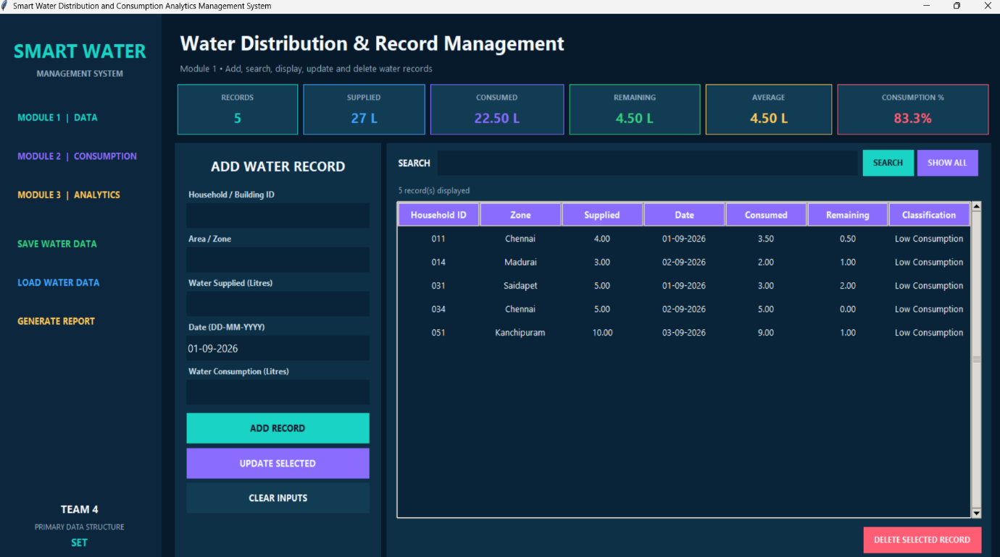 Smart Water Distribution and Consumption Analytics Management System
SMART WATER
MANAGEMENT SYSTEM
MODULE 1 | DATA
MODULE 2 | CONSUMPTION
MODULE 3 | ANALYTICS
SAVE WATER DATA
LOAD WATER DATA
GENERATE REPORT
TEAM 4
PRIMARY DATA STRUCTURE
SET
Water Distribution & Record Management
Module 1 • Add, search, display, update and delete water records
RECORDS SUPPLIED CONSUMED REMAINING AVERAGE CONSUMPTION %
5 27 L 22.50 L 4.50 L 4.50 L 83.3%
ADD WATER RECORD
Household / Building ID
Area / Zone
Water Supplied (Litres)
Date (DD-MM-YYYY)
01-09-2026
Water Consumption (Litres)
ADD RECORD
UPDATE SELECTED
CLEAR INPUTS
SEARCH SEARCH SHOW ALL
5 record(s) displayed
Household ID Zone Supplied Date Consumed Remaining Classification
011 Chennai 4.00 01-09-2026 3.50 0.50 Low Consumption
014 Madurai 3.00 02-09-2026 2.00 1.00 Low Consumption
031 Saidapet 5.00 01-09-2026 3.00 2.00 Low Consumption
034 Chennai 5.00 02-09-2026 5.00 0.00 Low Consumption
051 Kanchipuram 10.00 03-09-2026 9.00 1.00 Low Consumption
DELETE SELECTED RECORD